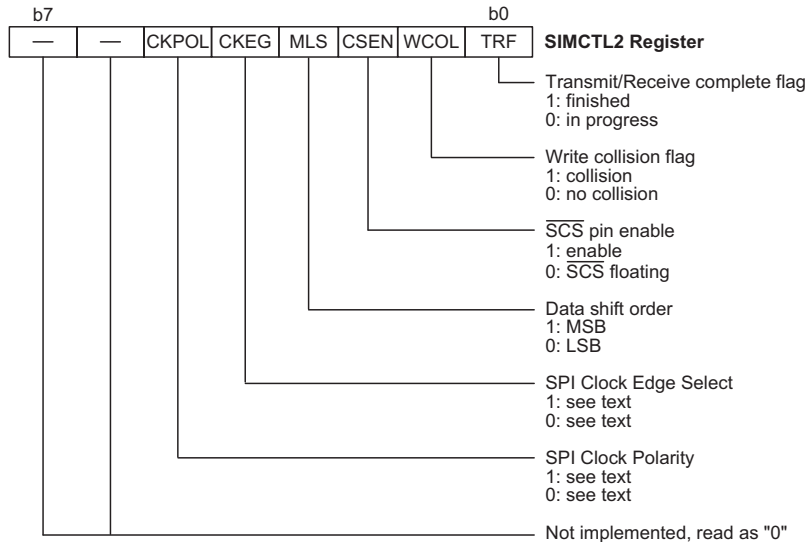 b7 b0
— — CKPOL CKEG MLS CSEN WCOL TRF SIMCTL2 Register
Transmit/Receive complete flag
1: finished
0: in progress
Write collision flag
1: collision
0: no collision
S̅C̅S̅ pin enable
1: enable
0: S̅C̅S̅ floating
Data shift order
1: MSB
0: LSB
SPI Clock Edge Select
1: see text
0: see text
SPI Clock Polarity
1: see text
0: see text
Not implemented, read as "0"